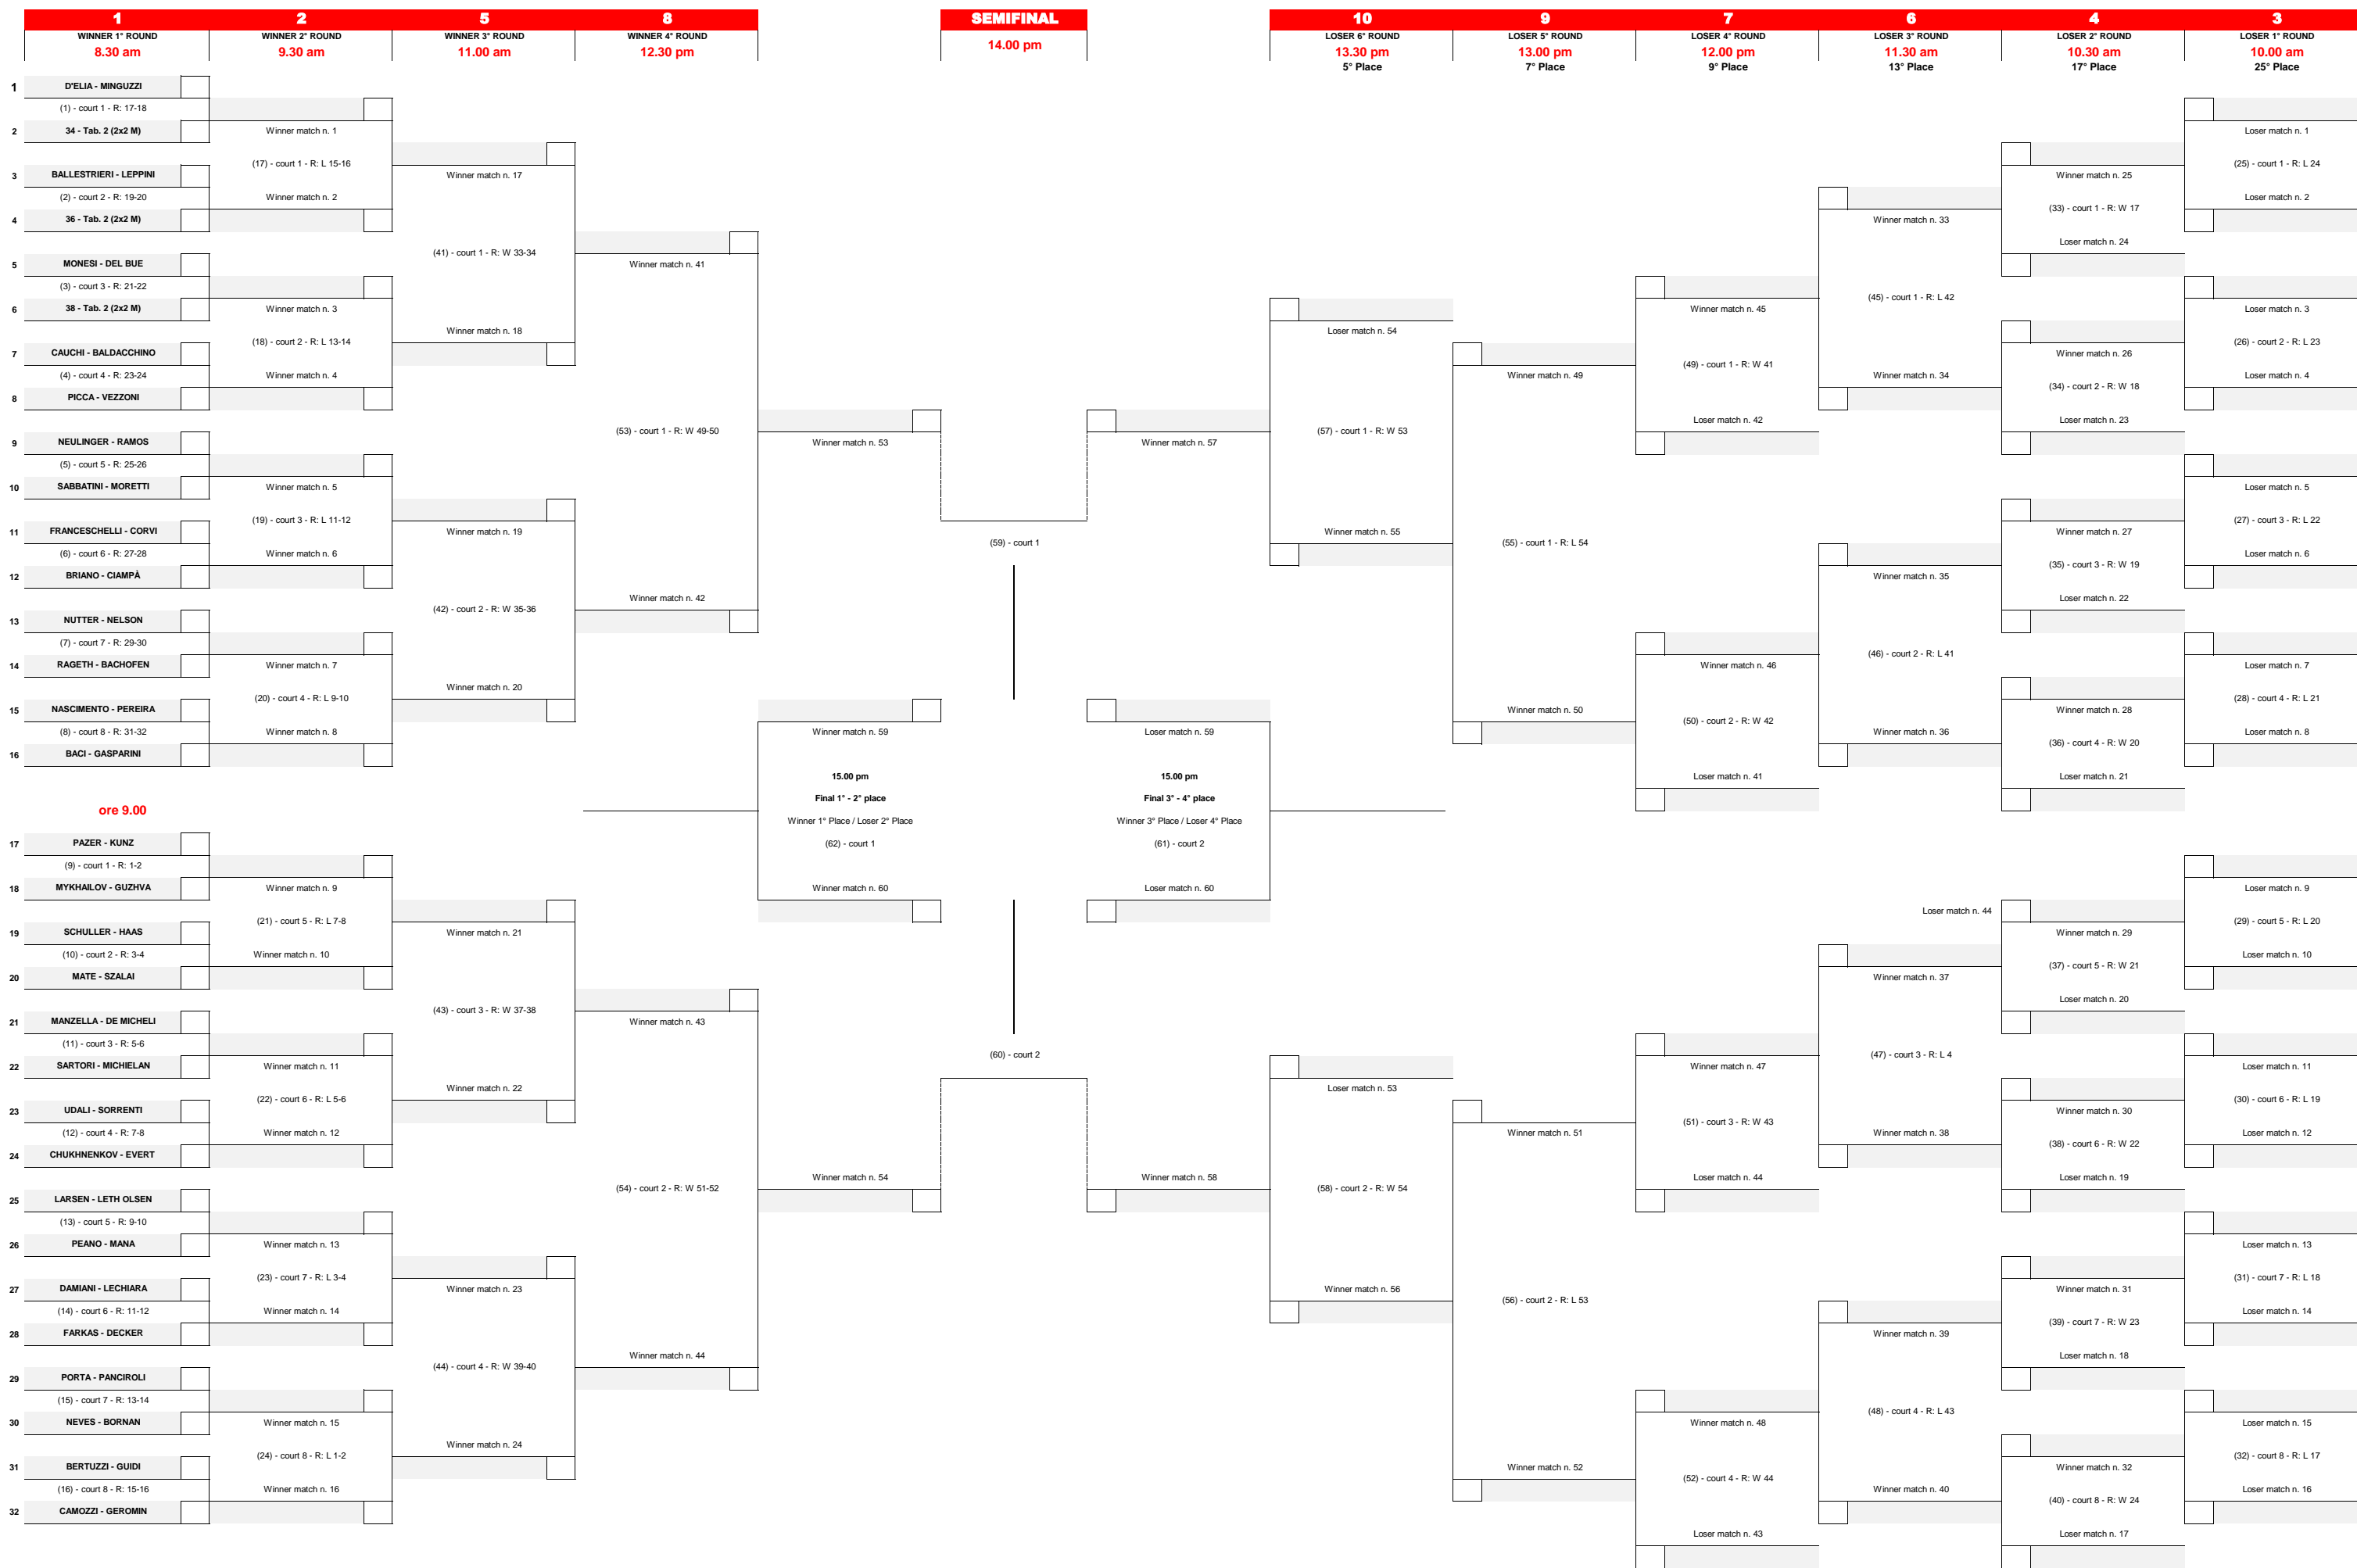 1 2 5 8 SEMIFINAL 10 9 7 6 4 3
WINNER 1° ROUND WINNER 2° ROUND WINNER 3° ROUND WINNER 4° ROUND LOSER 6° ROUND LOSER 5° ROUND LOSER 4° ROUND LOSER 3° ROUND LOSER 2° ROUND LOSER 1° ROUND
8.30 am 9.30 am 11.00 am 12.30 pm 14.00 pm 13.30 pm 13.00 pm 12.00 pm 11.30 am 10.30 am 10.00 am
5° Place 7° Place 9° Place 13° Place 17° Place 25° Place
1 D'ELIA - MINGUZZI
(1) - court 1 - R: 17-18
2 34 - Tab. 2 (2x2 M)
3 BALLESTRIERI - LEPPINI
(2) - court 2 - R: 19-20
4 36 - Tab. 2 (2x2 M)
5 MONESI - DEL BUE
(3) - court 3 - R: 21-22
6 38 - Tab. 2 (2x2 M)
7 CAUCHI - BALDACCHINO
(4) - court 4 - R: 23-24
8 PICCA - VEZZONI
9 NEULINGER - RAMOS
(5) - court 5 - R: 25-26
10 SABBATINI - MORETTI
11 FRANCESCHELLI - CORVI
(6) - court 6 - R: 27-28
12 BRIANO - CIAMPÀ
13 NUTTER - NELSON
(7) - court 7 - R: 29-30
14 RAGETH - BACHOFEN
15 NASCIMENTO - PEREIRA
(8) - court 8 - R: 31-32
16 BACI - GASPARINI
ore 9.00
17 PAZER - KUNZ
(9) - court 1 - R: 1-2
18 MYKHAILOV - GUZHVA
19 SCHULLER - HAAS
(10) - court 2 - R: 3-4
20 MATE - SZALAI
21 MANZELLA - DE MICHELI
(11) - court 3 - R: 5-6
22 SARTORI - MICHIELAN
23 UDALI - SORRENTI
(12) - court 4 - R: 7-8
24 CHUKHNENKOV - EVERT
25 LARSEN - LETH OLSEN
(13) - court 5 - R: 9-10
26 PEANO - MANA
27 DAMIANI - LECHIARA
(14) - court 6 - R: 11-12
28 FARKAS - DECKER
29 PORTA - PANCIROLI
(15) - court 7 - R: 13-14
30 NEVES - BORNAN
31 BERTUZZI - GUIDI
(16) - court 8 - R: 15-16
32 CAMOZZI - GEROMIN
Winner match n. 1
(17) - court 1 - R: L 15-16
Winner match n. 2
Winner match n. 3
(18) - court 2 - R: L 13-14
Winner match n. 4
Winner match n. 5
(19) - court 3 - R: L 11-12
Winner match n. 6
Winner match n. 7
(20) - court 4 - R: L 9-10
Winner match n. 8
Winner match n. 9
(21) - court 5 - R: L 7-8
Winner match n. 10
Winner match n. 11
(22) - court 6 - R: L 5-6
Winner match n. 12
Winner match n. 13
(23) - court 7 - R: L 3-4
Winner match n. 14
Winner match n. 15
(24) - court 8 - R: L 1-2
Winner match n. 16
Winner match n. 17
(41) - court 1 - R: W 33-34
Winner match n. 18
Winner match n. 19
(42) - court 2 - R: W 35-36
Winner match n. 20
Winner match n. 21
(43) - court 3 - R: W 37-38
Winner match n. 22
Winner match n. 23
(44) - court 4 - R: W 39-40
Winner match n. 24
Winner match n. 41
(53) - court 1 - R: W 49-50
Winner match n. 42
Winner match n. 43
(54) - court 2 - R: W 51-52
Winner match n. 44
Winner match n. 53
Winner match n. 59
15.00 pm
Final 1° - 2° place
Winner 1° Place / Loser 2° Place
(62) - court 1
Winner match n. 60
Winner match n. 54
(59) - court 1
(60) - court 2
Winner match n. 57
Loser match n. 59
15.00 pm
Final 3° - 4° place
Winner 3° Place / Loser 4° Place
(61) - court 2
Loser match n. 60
Winner match n. 58
Loser match n. 54
(57) - court 1 - R: W 53
Winner match n. 55
Loser match n. 53
(58) - court 2 - R: W 54
Winner match n. 56
Winner match n. 49
(55) - court 1 - R: L 54
Winner match n. 50
Winner match n. 51
(56) - court 2 - R: L 53
Winner match n. 52
Winner match n. 45
(49) - court 1 - R: W 41
Loser match n. 42
Winner match n. 46
(50) - court 2 - R: W 42
Loser match n. 41
Winner match n. 47
(51) - court 3 - R: W 43
Loser match n. 44
Winner match n. 48
(52) - court 4 - R: W 44
Loser match n. 43
Winner match n. 33
(45) - court 1 - R: L 42
Winner match n. 34
Winner match n. 35
(46) - court 2 - R: L 41
Winner match n. 36
Loser match n. 44
Winner match n. 37
(47) - court 3 - R: L 4
Winner match n. 38
Winner match n. 39
(48) - court 4 - R: L 43
Winner match n. 40
Winner match n. 25
(33) - court 1 - R: W 17
Loser match n. 24
Winner match n. 26
(34) - court 2 - R: W 18
Loser match n. 23
Winner match n. 27
(35) - court 3 - R: W 19
Loser match n. 22
Winner match n. 28
(36) - court 4 - R: W 20
Loser match n. 21
Winner match n. 29
(37) - court 5 - R: W 21
Loser match n. 20
Winner match n. 30
(38) - court 6 - R: W 22
Loser match n. 19
Winner match n. 31
(39) - court 7 - R: W 23
Loser match n. 18
Winner match n. 32
(40) - court 8 - R: W 24
Loser match n. 17
Loser match n. 1
(25) - court 1 - R: L 24
Loser match n. 2
Loser match n. 3
(26) - court 2 - R: L 23
Loser match n. 4
Loser match n. 5
(27) - court 3 - R: L 22
Loser match n. 6
Loser match n. 7
(28) - court 4 - R: L 21
Loser match n. 8
Loser match n. 9
(29) - court 5 - R: L 20
Loser match n. 10
Loser match n. 11
(30) - court 6 - R: L 19
Loser match n. 12
Loser match n. 13
(31) - court 7 - R: L 18
Loser match n. 14
Loser match n. 15
(32) - court 8 - R: L 17
Loser match n. 16